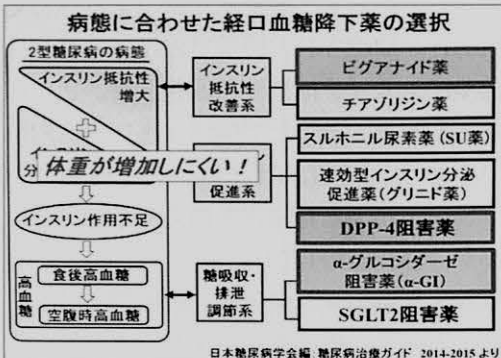 病態に合わせた経口血糖降下薬の選択
2型糖尿病の病態
インスリン抵抗性
増大
分
体重が増加しにくい!
インスリン作用不足
高血糖
食後高血糖
空腹時高血糖
インスリン
抵抗性
改善系
促進系
糖吸収・
排泄
調節系
ビグアナイド薬
チアゾリジン薬
スルホニル尿素薬(SU薬)
速効型インスリン分泌
促進薬(グリニド薬)
DPP-4阻害薬
α-グルコシダーゼ
阻害薬(α-GI)
SGLT2阻害薬
日本糖尿病学会編:糖尿病治療ガイド 2014-2015より